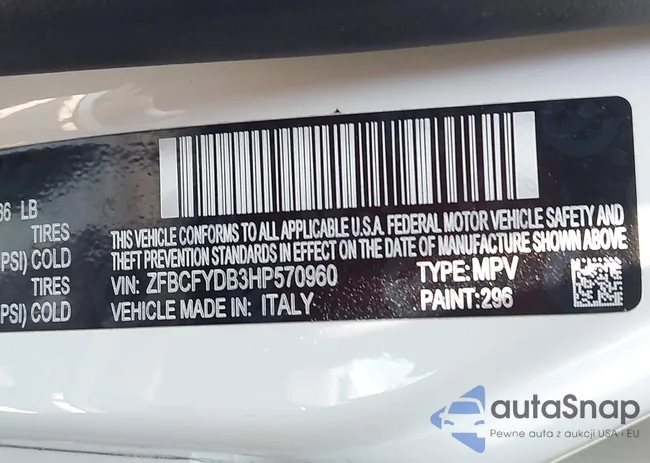 96 LB
TIRES
PSI) COLD
TIRES
PSI) COLD
THIS VEHICLE CONFORMS TO ALL APPLICABLE U.S.A. FEDERAL MOTOR VEHICLE SAFETY AND
THEFT PREVENTION STANDARDS IN EFFECT ON THE DATE OF MANUFACTURE SHOWN ABOVE
VIN: ZFBCFYDB3HP570960 TYPE: MPV
VEHICLE MADE IN: ITALY PAINT:296
autaSnap
Pewne auta z aukcji USA i EU